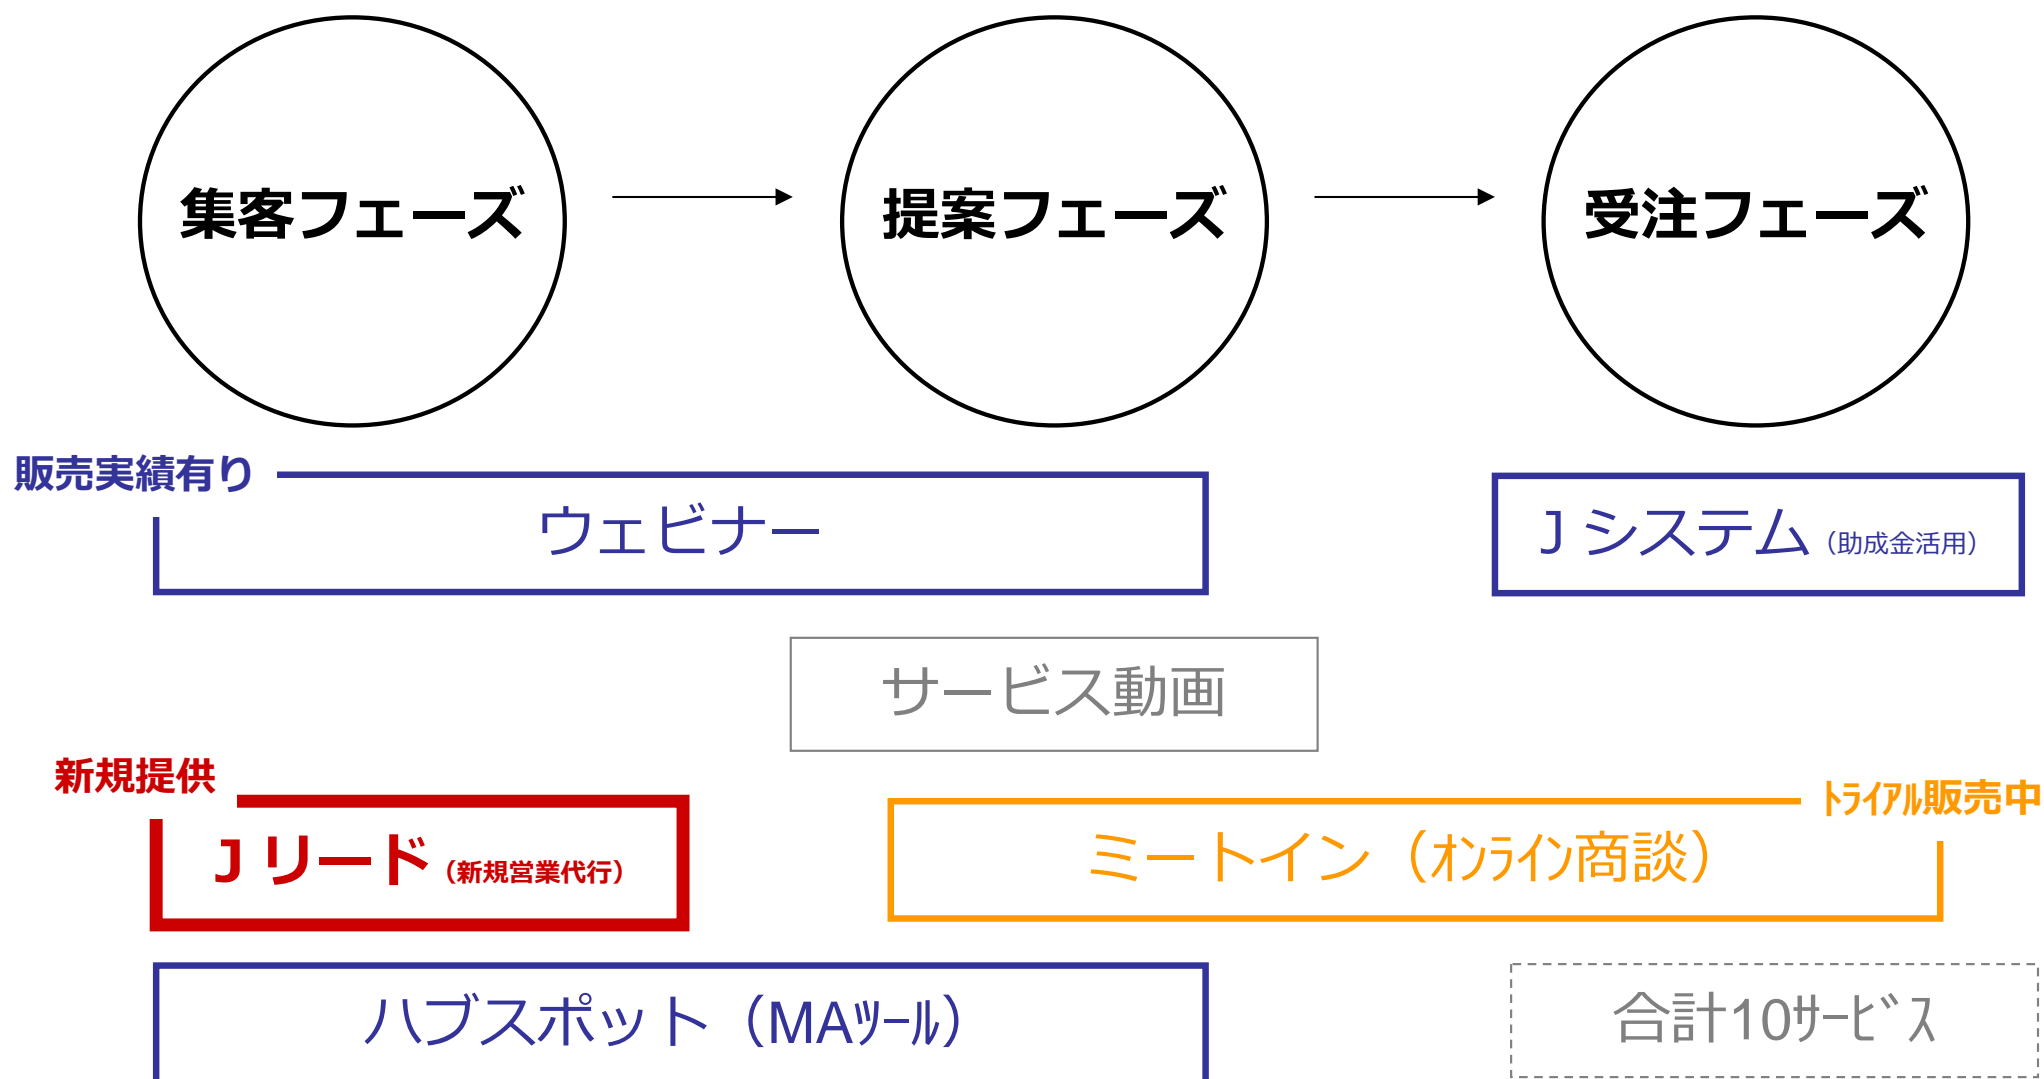 集客フェーズ
提案フェーズ
受注フェーズ
販売実績有り
ウェビナー
Jシステム（助成金活用）
サービス動画
新規提供
Jリード（新規営業代行）
ﾄﾗｲｱﾙ販売中
ミートイン（ｵﾝﾗｲﾝ商談）
ハブスポット（MAﾂｰﾙ）
合計10ｻｰﾋﾞｽ